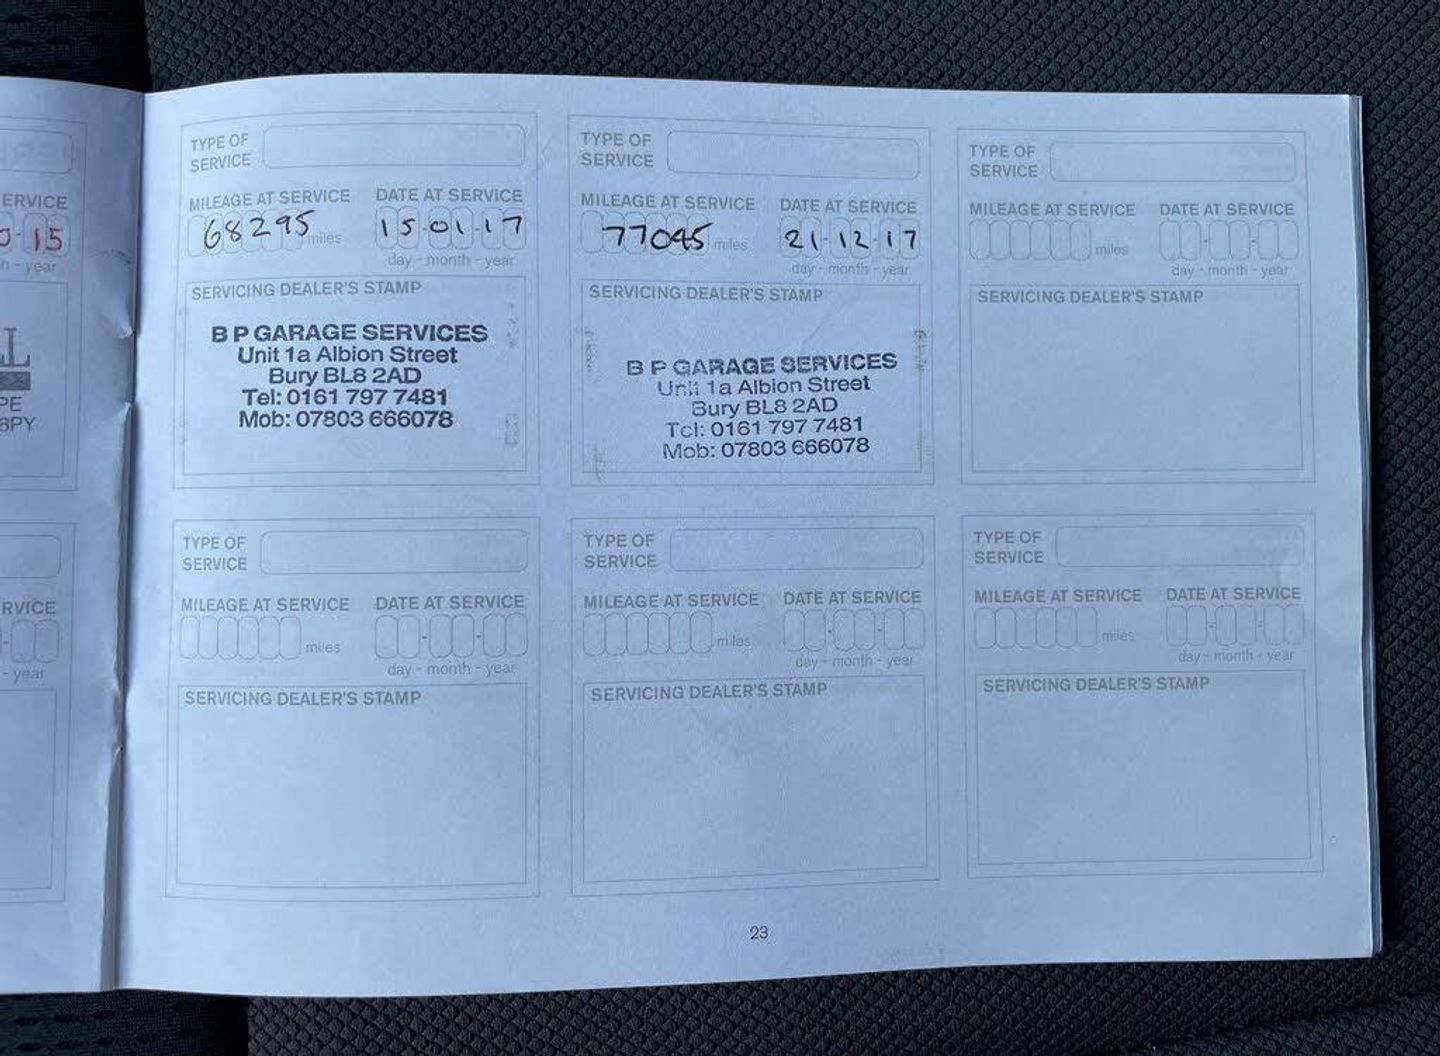 ERVICE
15
- year
LL
PE
6PY
RVICE
- year
TYPE OF
SERVICE
MILEAGE AT SERVICE DATE AT SERVICE
68295 miles 15-01-17
day - month - year
SERVICING DEALER'S STAMP
B P GARAGE SERVICES
Unit 1a Albion Street
Bury BL8 2AD
Tel: 0161 797 7481
Mob: 07803 666078
TYPE OF
SERVICE
MILEAGE AT SERVICE DATE AT SERVICE
77045 miles 21-12-17
day - month - year
SERVICING DEALER'S STAMP
B P GARAGE SERVICES
Unit 1a Albion Street
Bury BL8 2AD
Tel: 0161 797 7481
Mob: 07803 666078
TYPE OF
SERVICE
MILEAGE AT SERVICE DATE AT SERVICE
miles - -
day - month - year
SERVICING DEALER'S STAMP
TYPE OF
SERVICE
MILEAGE AT SERVICE DATE AT SERVICE
miles - -
day - month - year
SERVICING DEALER'S STAMP
TYPE OF
SERVICE
MILEAGE AT SERVICE DATE AT SERVICE
miles - -
day - month - year
SERVICING DEALER'S STAMP
TYPE OF
SERVICE
MILEAGE AT SERVICE DATE AT SERVICE
miles - -
day - month - year
SERVICING DEALER'S STAMP
23